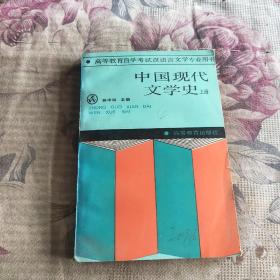 高等教育自学考试汉语言文学专业用书
中国现代
文学史 上册
主编
ZHONG GUO XIAN DAI
WEN XUE SHI
高等教育出版社